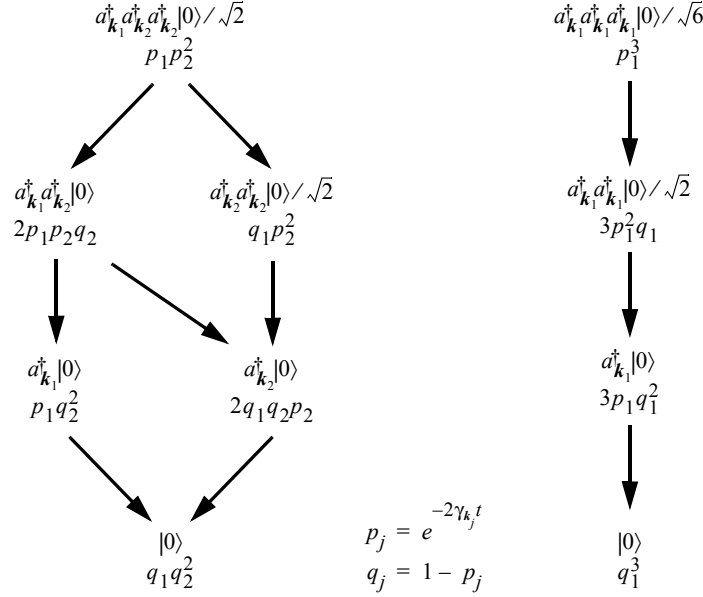 a†𝒌₁a†𝒌₂a†𝒌₂|0⟩/√2
p₁p₂²
a†𝒌₁a†𝒌₂|0⟩
2p₁p₂q₂
a†𝒌₂a†𝒌₂|0⟩/√2
q₁p₂²
a†𝒌₁|0⟩
p₁q₂²
a†𝒌₂|0⟩
2q₁q₂p₂
|0⟩
q₁q₂²
a†𝒌₁a†𝒌₁a†𝒌₁|0⟩/√6
p₁³
a†𝒌₁a†𝒌₁|0⟩/√2
3p₁²q₁
a†𝒌₁|0⟩
3p₁q₁²
|0⟩
q₁³
pⱼ = e^(−2γ𝒌ⱼt)
qⱼ = 1 − pⱼ